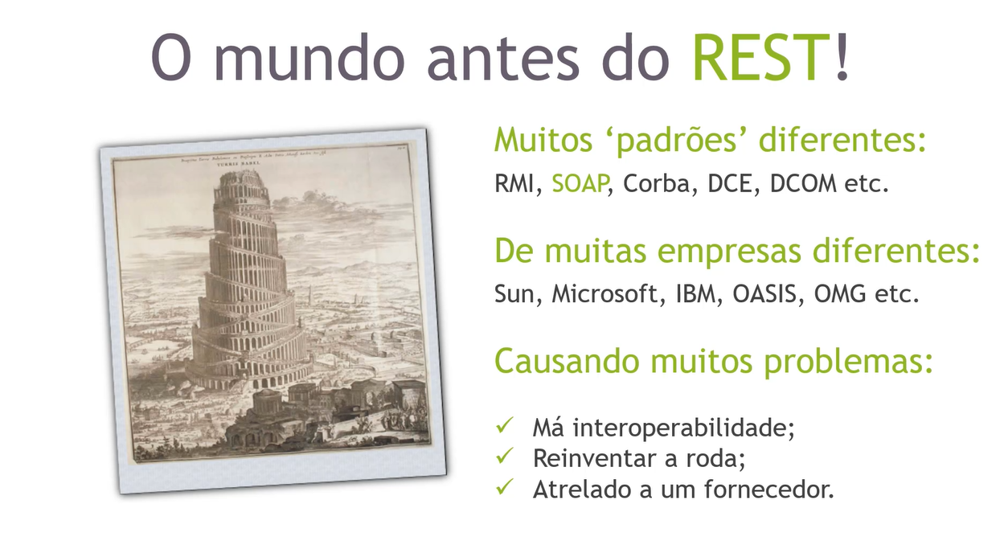 O mundo antes do REST!
TURRIS BABEL
Muitos ‘padrões’ diferentes:
RMI, SOAP, Corba, DCE, DCOM etc.
De muitas empresas diferentes:
Sun, Microsoft, IBM, OASIS, OMG etc.
Causando muitos problemas:
✓ Má interoperabilidade;
✓ Reinventar a roda;
✓ Atrelado a um fornecedor.